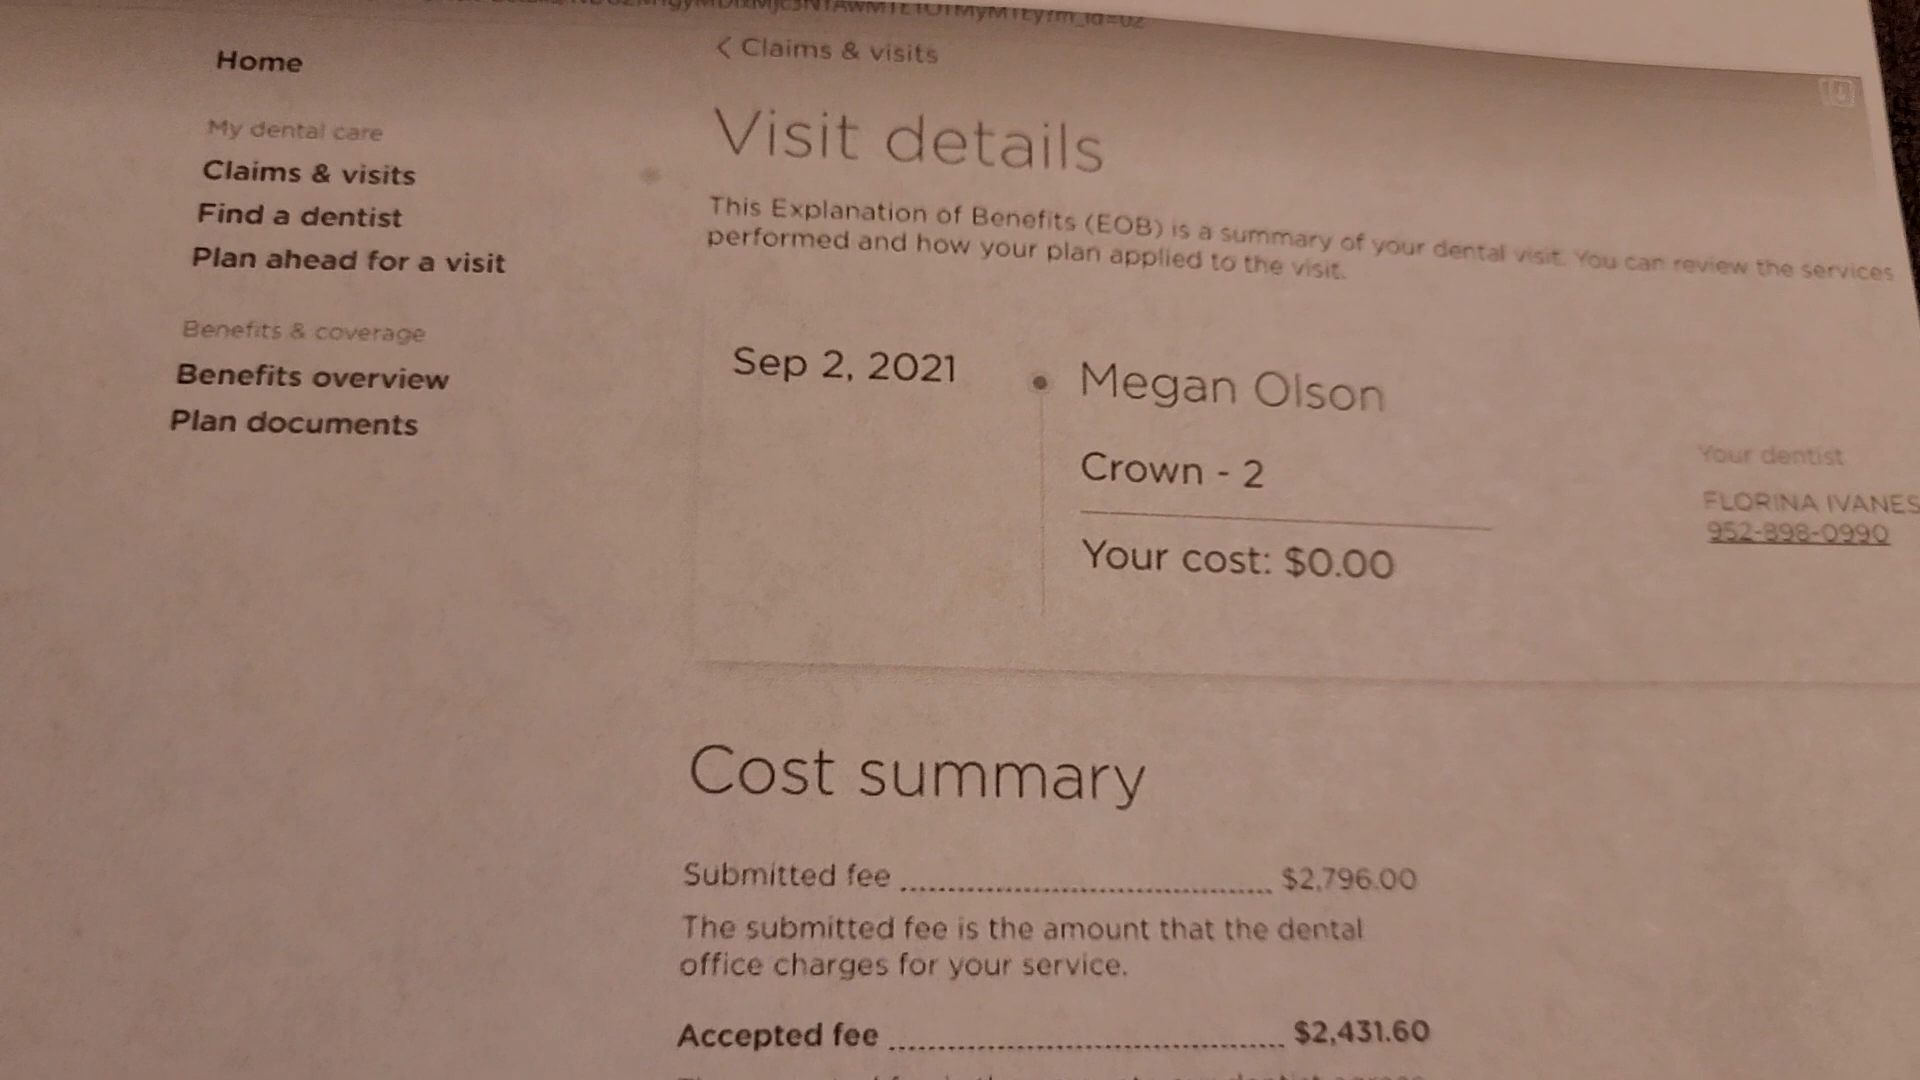 Home
My dental care
Claims & visits
Find a dentist
Plan ahead for a visit
Benefits & coverage
Benefits overview
Plan documents
< Claims & visits
Visit details
This Explanation of Benefits (EOB) is a summary of your dental visit. You can review the services
performed and how your plan applied to the visit.
Sep 2, 2021
Megan Olson
Crown - 2
Your cost: $0.00
Your dentist
FLORINA IVANES
952-898-0990
Cost summary
Submitted fee $2,796.00
The submitted fee is the amount that the dental
office charges for your service.
Accepted fee $2,431.60